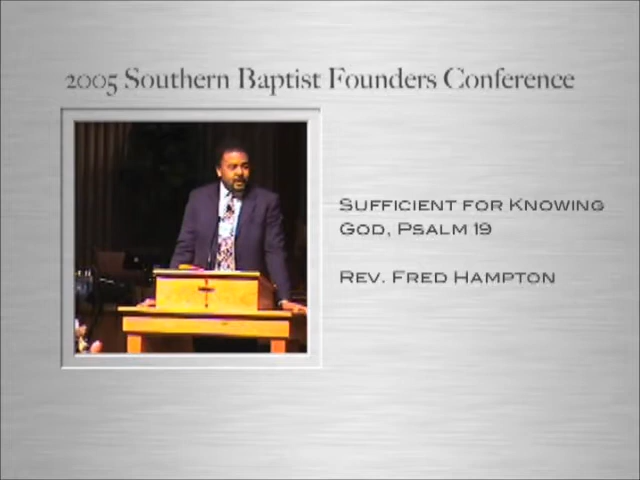 2005 Southern Baptist Founders Conference
Sufficient for Knowing
God, Psalm 19
Rev. Fred Hampton